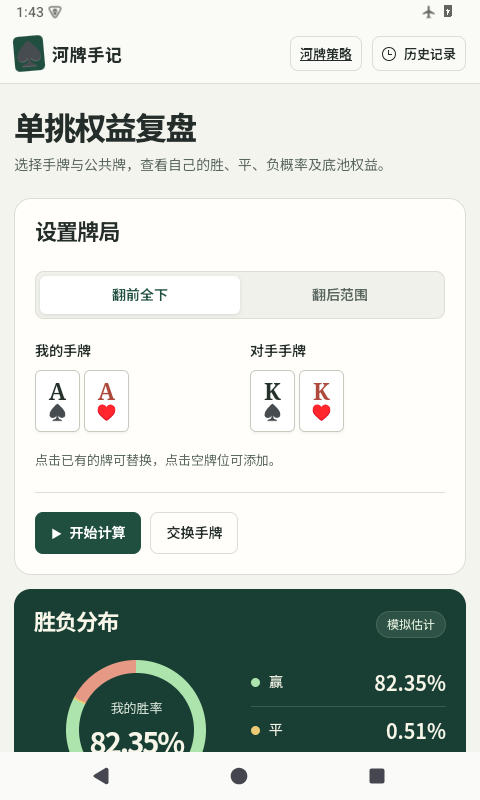 1:43
河牌手记
河牌策略
历史记录
单挑权益复盘
选择手牌与公共牌，查看自己的胜、平、负概率及底池权益。
设置牌局
翻前全下
翻后范围
我的手牌
对手手牌
A A
K K
点击已有的牌可替换，点击空牌位可添加。
开始计算
交换手牌
胜负分布
模拟估计
我的胜率
82.35%
赢 82.35%
平 0.51%